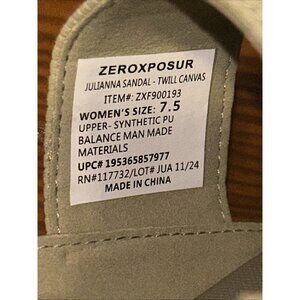 ZEROXPOSUR
JULIANNA SANDAL - TWILL CANVAS
ITEM#: ZXF900193
WOMEN'S SIZE: 7.5
UPPER- SYNTHETIC PU
BALANCE MAN MADE
MATERIALS
UPC# 195365857977
RN#117732/LOT# JUA 11/24
MADE IN CHINA